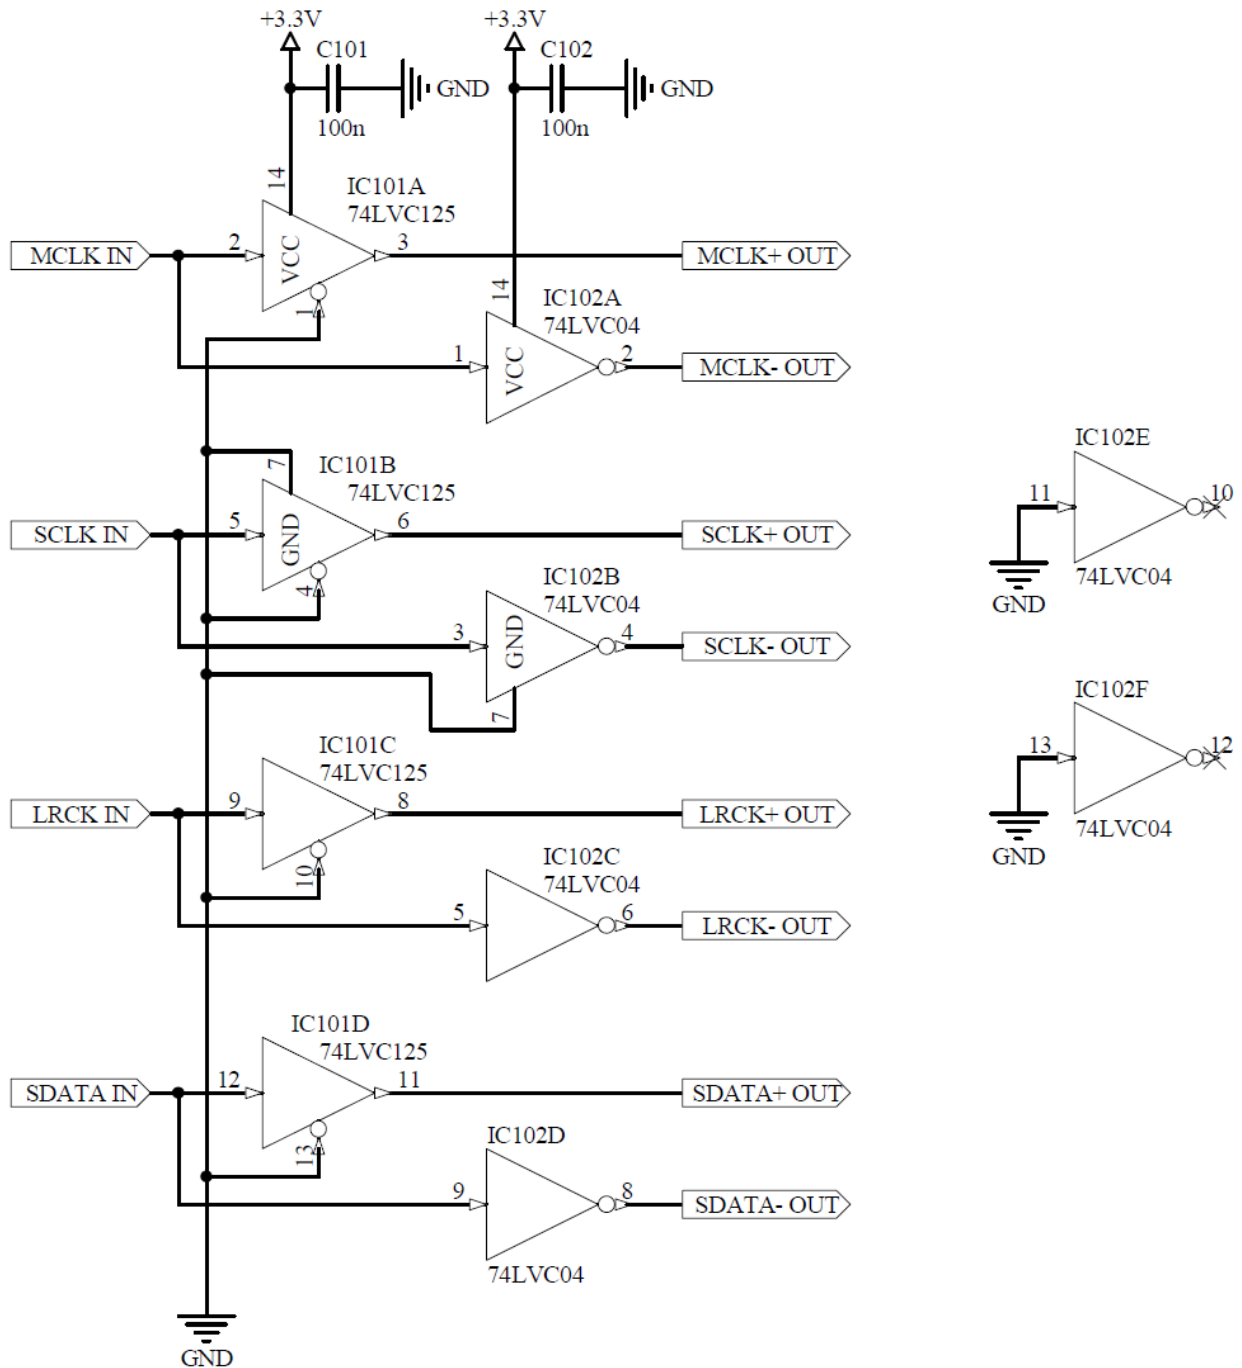 +3.3V
+3.3V
C101
C102
GND
GND
100n
100n
14
IC101A
74LVC125
MCLK IN
2
VCC
3
MCLK+ OUT
1
14
IC102A
74LVC04
1
VCC
2
MCLK- OUT
7
IC101B
74LVC125
SCLK IN
5
GND
6
SCLK+ OUT
4
IC102B
74LVC04
3
GND
4
SCLK- OUT
7
IC101C
74LVC125
LRCK IN
9
8
LRCK+ OUT
10
IC102C
74LVC04
5
6
LRCK- OUT
IC101D
74LVC125
SDATA IN
12
11
SDATA+ OUT
13
IC102D
9
8
SDATA- OUT
74LVC04
GND
IC102E
11
10
74LVC04
GND
IC102F
13
12
74LVC04
GND